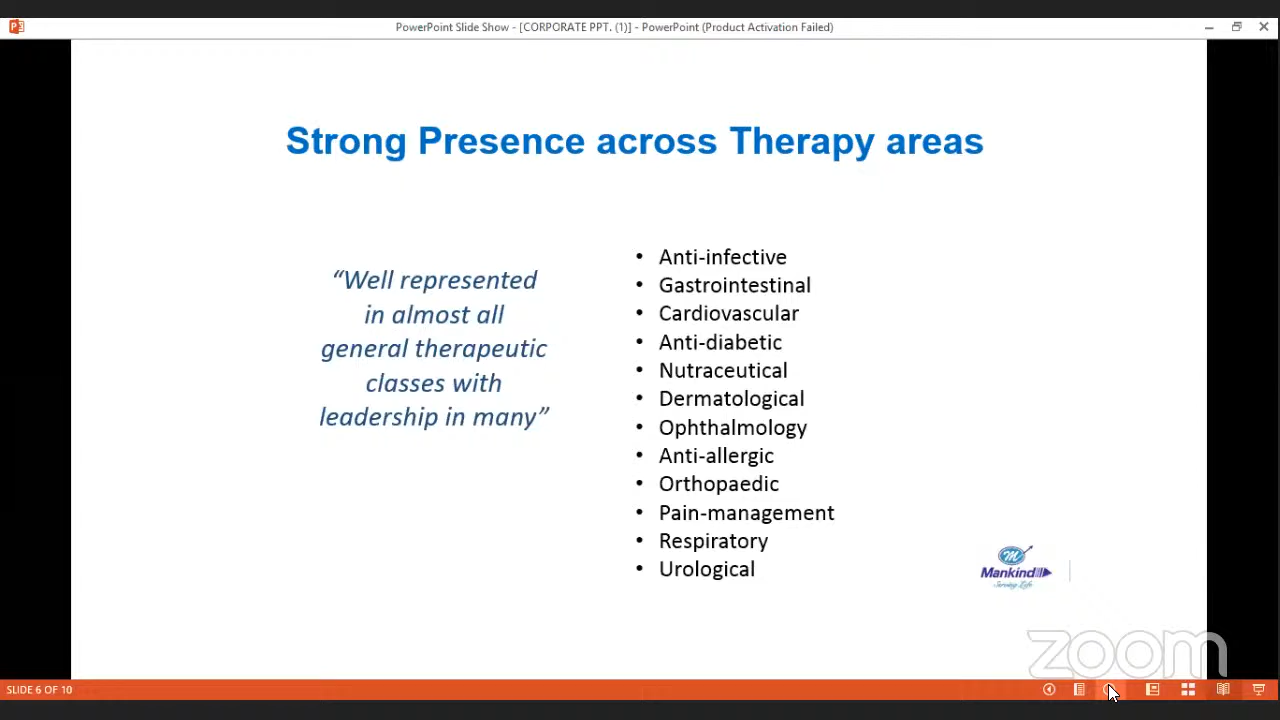 PowerPoint Slide Show - [CORPORATE PPT. (1)] - PowerPoint (Product Activation Failed)
Strong Presence across Therapy areas
“Well represented
in almost all
general therapeutic
classes with
leadership in many”
• Anti-infective
• Gastrointestinal
• Cardiovascular
• Anti-diabetic
• Nutraceutical
• Dermatological
• Ophthalmology
• Anti-allergic
• Orthopaedic
• Pain-management
• Respiratory
• Urological
M
Mankind
Serving Life
zoom
SLIDE 6 OF 10